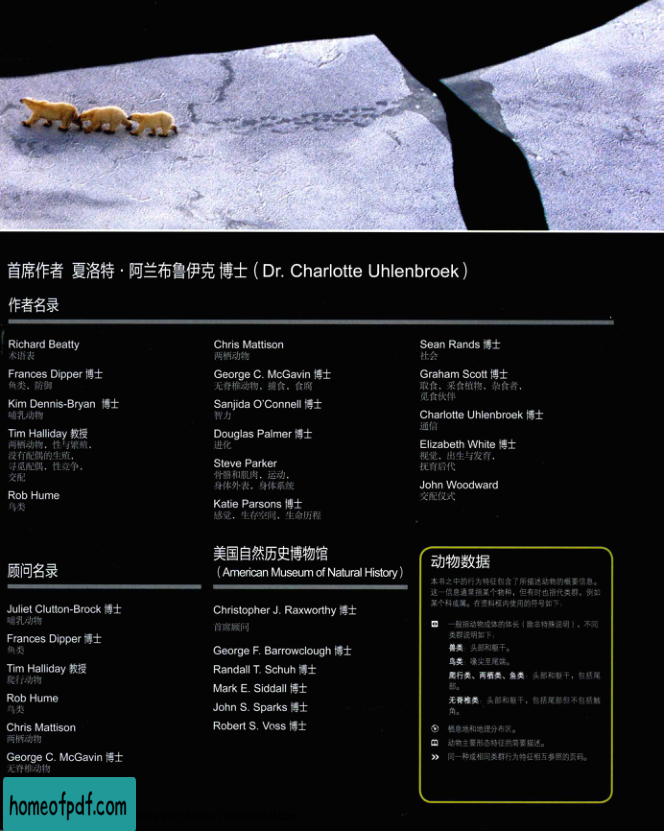 首席作者 夏洛特·阿兰布鲁伊克 博士（Dr. Charlotte Uhlenbroek）
作者名录
Richard Beatty
术语表
Frances Dipper 博士
鱼类，防御
Kim Dennis-Bryan 博士
哺乳动物
Tim Halliday 教授
两栖动物，性与繁殖，
没有配偶的生殖，
寻觅配偶，性竞争，
交配
Rob Hume
鸟类
Chris Mattison
两栖动物
George C. McGavin 博士
无脊椎动物，捕食，食腐
Sanjida O'Connell 博士
智力
Douglas Palmer 博士
进化
Steve Parker
骨骼和肌肉，运动，
身体外表，身体系统
Katie Parsons 博士
感觉，生存空间，生命历程
Sean Rands 博士
社会
Graham Scott 博士
取食，采食植物，杂食者，
觅食伙伴
Charlotte Uhlenbroek 博士
通信
Elizabeth White 博士
视觉，出生与发育，
抚育后代
John Woodward
交配仪式
顾问名录
Juliet Clutton-Brock 博士
哺乳动物
Frances Dipper 博士
鱼类
Tim Halliday 教授
爬行动物
Rob Hume
鸟类
Chris Mattison
两栖动物
George C. McGavin 博士
无脊椎动物
美国自然历史博物馆
（American Museum of Natural History）
Christopher J. Raxworthy 博士
首席顾问
George F. Barrowclough 博士
Randall T. Schuh 博士
Mark E. Siddall 博士
John S. Sparks 博士
Robert S. Voss 博士
动物数据
本书之中的行为特征包含了所描述动物的概要信息。
这一信息通常指某个物种，但有时也指代类群，例如
某个科或属。在资料框内使用的符号如下：
一般指动物成体的体长（除非特殊说明），不同
类群说明如下：
兽类：头部和躯干。
鸟类：喙尖至尾端。
爬行类、两栖类、鱼类：头部和躯干，包括尾
部。
无脊椎类：头部和躯干，包括尾部但不包括触
角。
栖息地和地理分布区。
动物主要形态特征的简要描述。
同一种或相同类群行为特征相互参照的页码。
homeofpdf.com